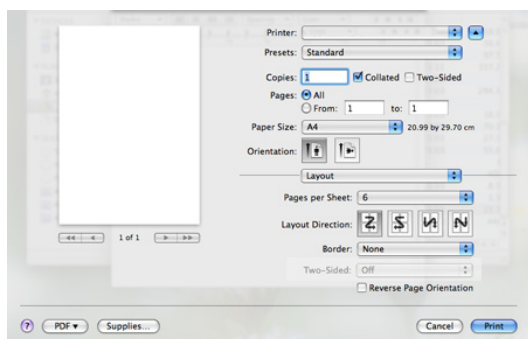 Printer:
Presets: Standard
Copies: 1 Collated Two-Sided
Pages: All
From: 1 to: 1
Paper Size: A4 20.99 by 29.70 cm
Orientation:
Layout
Pages per Sheet: 6
Layout Direction:
Border: None
Two-Sided: Off
Reverse Page Orientation
1 of 1
? PDF▼ Supplies... Cancel Print